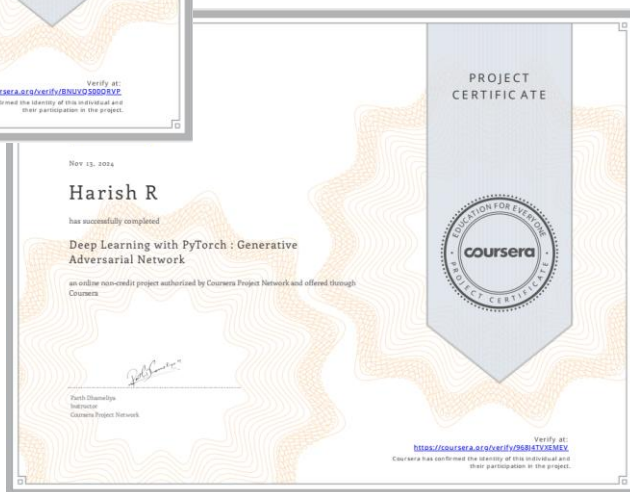 Verify at:
rsera.org/verify/BNUVQS00QRVP
rmed the identity of this individual and
their participation in the project.
PROJECT
CERTIFICATE
Nov 13, 2024
Harish R
has successfully completed
Deep Learning with PyTorch : Generative
Adversarial Network
an online non-credit project authorized by Coursera Project Network and offered through
Coursera
EDUCATION FOR EVERYONE
coursera
PROJECT CERTIFICATE
Parth Dhameliya
Instructor
Coursera Project Network
Verify at:
https://coursera.org/verify/968I4TVXEMEV
Coursera has confirmed the identity of this individual and
their participation in the project.